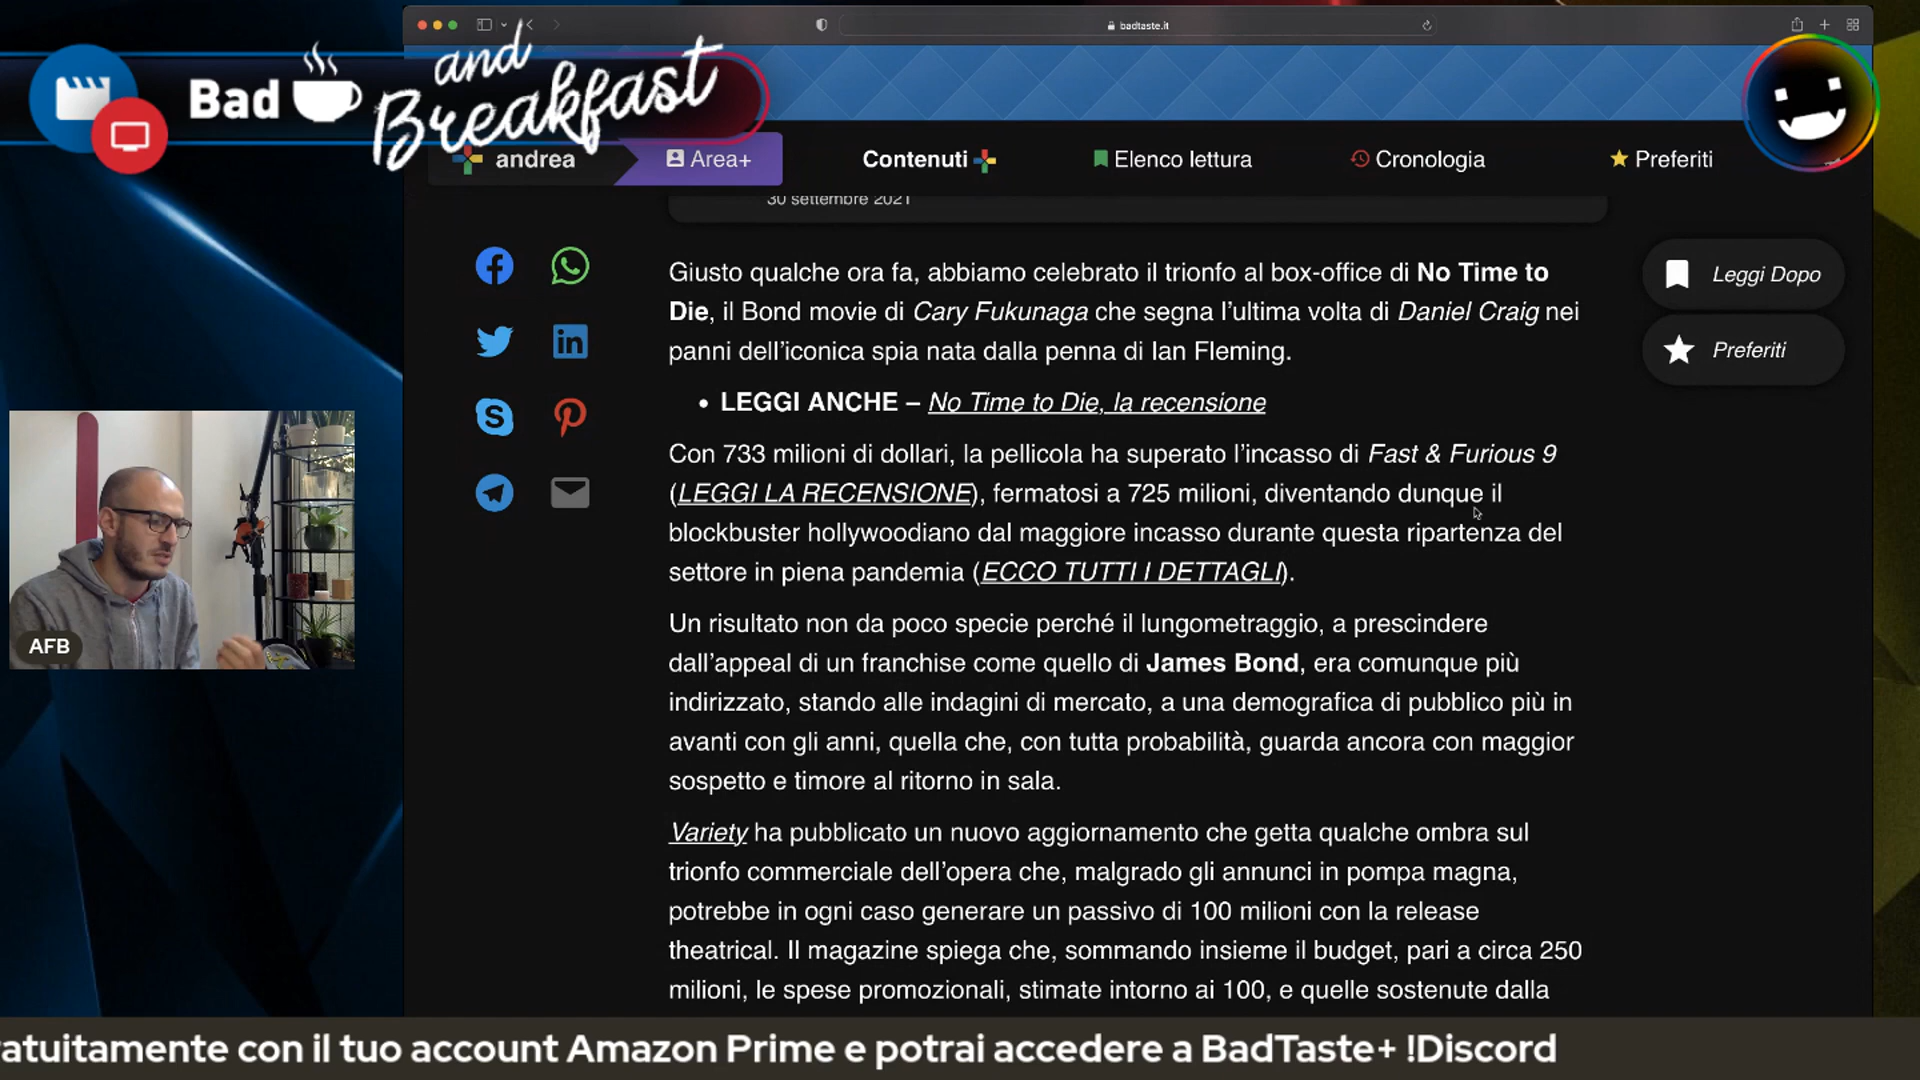 badtaste.it
Bad and Breakfast
andrea
Area+
Contenuti
Elenco lettura
Cronologia
Preferiti
30 settembre 2021
Giusto qualche ora fa, abbiamo celebrato il trionfo al box-office di No Time to
Die, il Bond movie di Cary Fukunaga che segna l'ultima volta di Daniel Craig nei
panni dell'iconica spia nata dalla penna di Ian Fleming.
• LEGGI ANCHE – No Time to Die, la recensione
Con 733 milioni di dollari, la pellicola ha superato l'incasso di Fast & Furious 9
(LEGGI LA RECENSIONE), fermatosi a 725 milioni, diventando dunque il
blockbuster hollywoodiano dal maggiore incasso durante questa ripartenza del
settore in piena pandemia (ECCO TUTTI I DETTAGLI).
Un risultato non da poco specie perché il lungometraggio, a prescindere
dall'appeal di un franchise come quello di James Bond, era comunque più
indirizzato, stando alle indagini di mercato, a una demografica di pubblico più in
avanti con gli anni, quella che, con tutta probabilità, guarda ancora con maggior
sospetto e timore al ritorno in sala.
Variety ha pubblicato un nuovo aggiornamento che getta qualche ombra sul
trionfo commerciale dell'opera che, malgrado gli annunci in pompa magna,
potrebbe in ogni caso generare un passivo di 100 milioni con la release
theatrical. Il magazine spiega che, sommando insieme il budget, pari a circa 250
milioni, le spese promozionali, stimate intorno ai 100, e quelle sostenute dalla
Leggi Dopo
Preferiti
AFB
ratuitamente con il tuo account Amazon Prime e potrai accedere a BadTaste+ !Discord